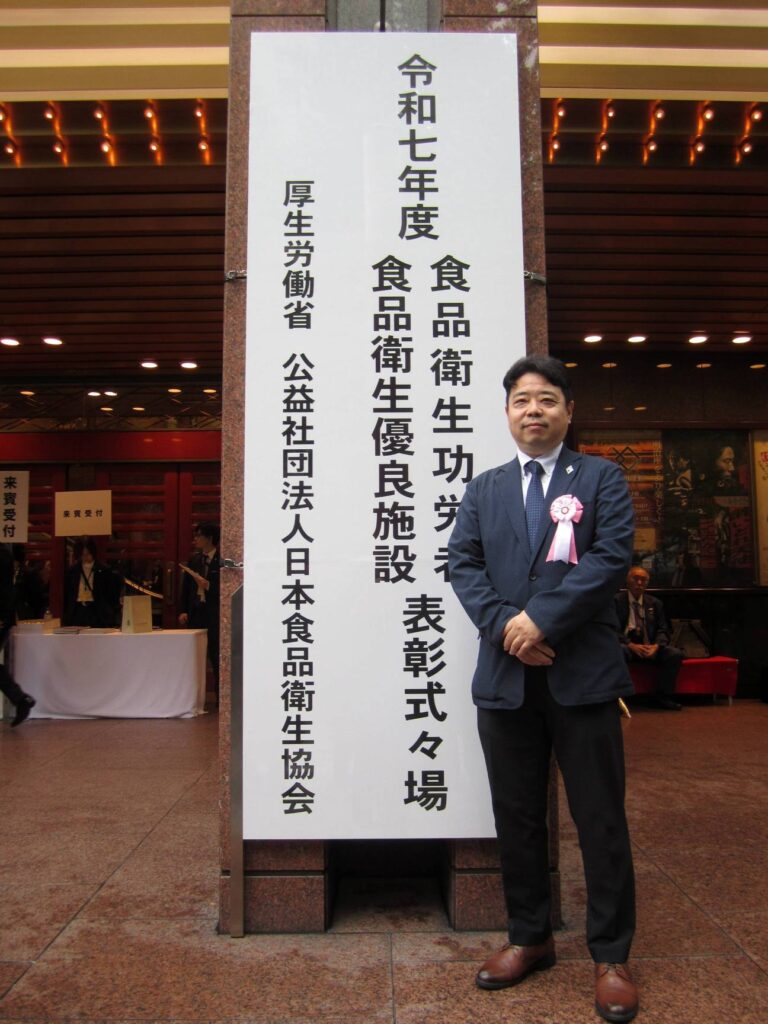 令和七年度
食品衛生功労者
食品衛生優良施設
表彰式々場
厚生労働省 公益社団法人日本食品衛生協会
来賓受付
来賓受付